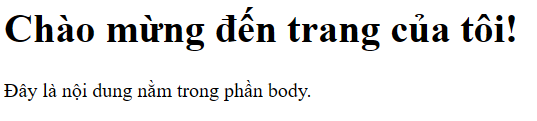 Chào mừng đến trang của tôi!
Đây là nội dung nằm trong phần body.